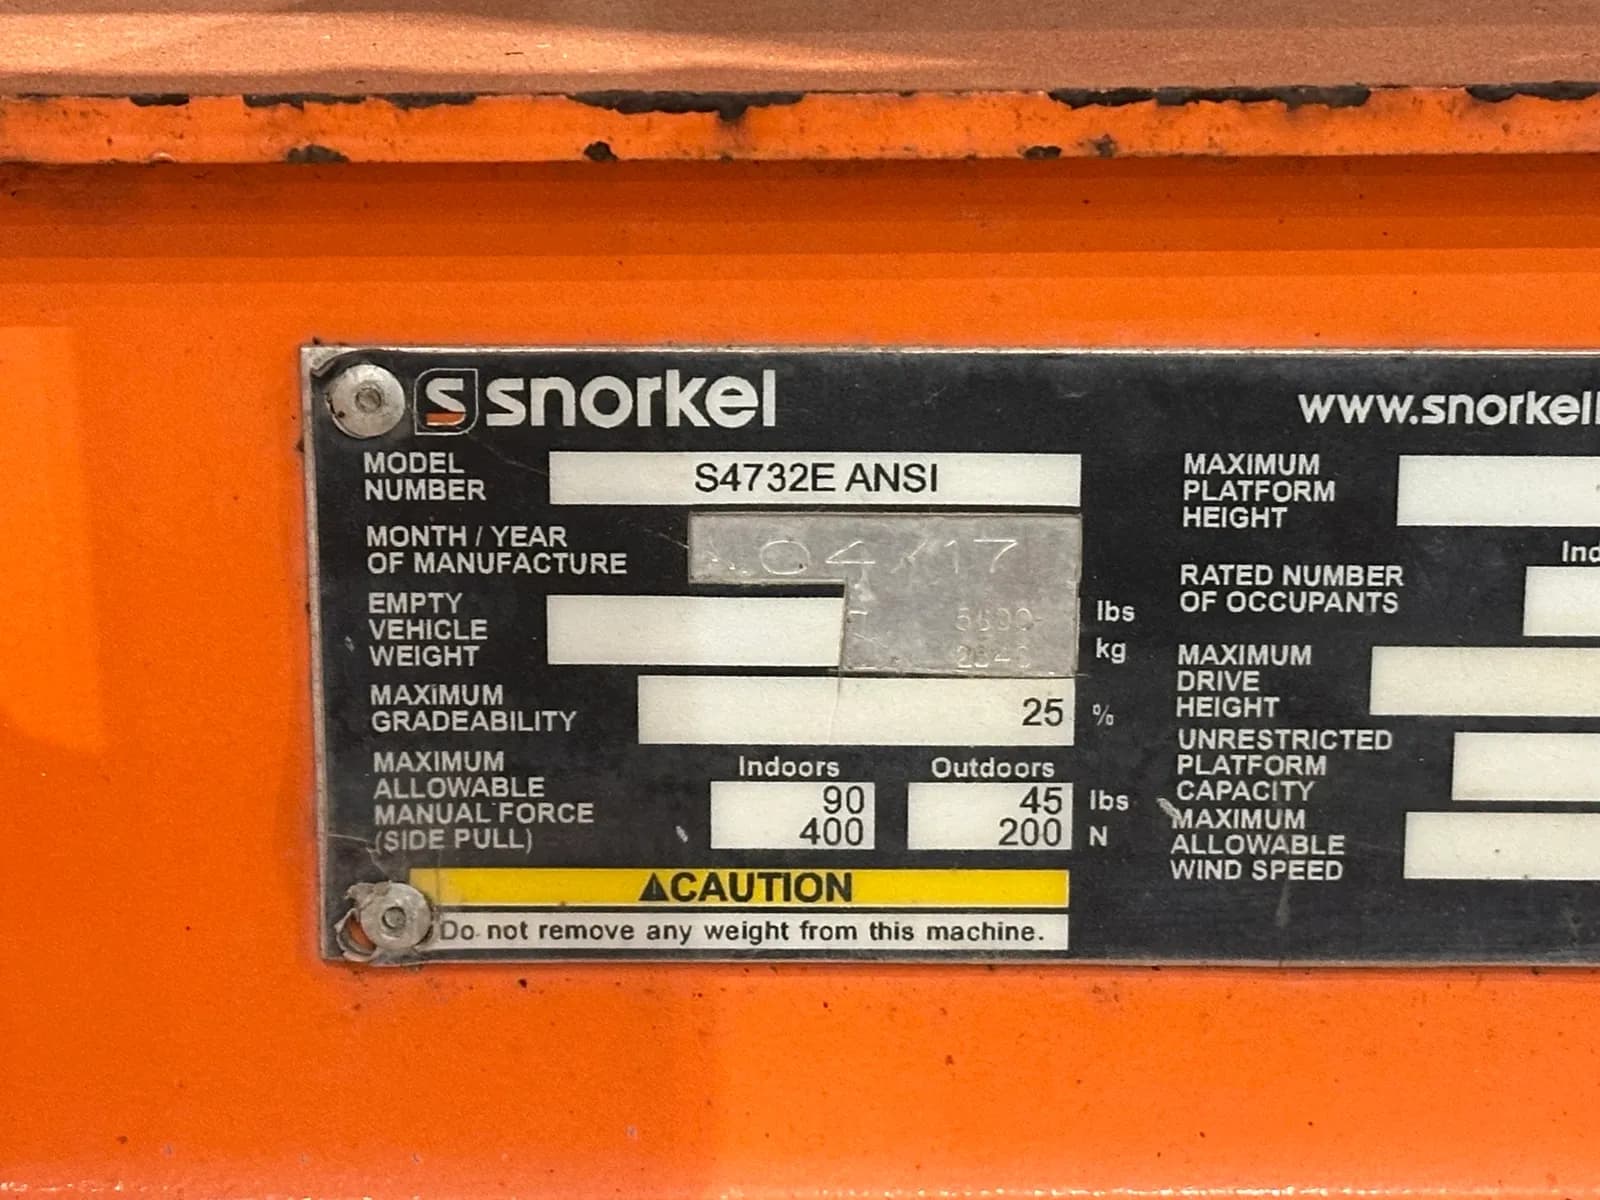 snorkel
www.snorkel
MODEL
NUMBER
S4732E ANSI
MONTH / YEAR
OF MANUFACTURE
04/17
EMPTY
VEHICLE
WEIGHT
lbs
kg
MAXIMUM
GRADEABILITY
25 %
MAXIMUM
ALLOWABLE
MANUAL FORCE
(SIDE PULL)
Indoors
90
400
Outdoors
45 lbs
200 N
CAUTION
Do not remove any weight from this machine.
MAXIMUM
PLATFORM
HEIGHT
RATED NUMBER
OF OCCUPANTS
MAXIMUM
DRIVE
HEIGHT
UNRESTRICTED
PLATFORM
CAPACITY
MAXIMUM
ALLOWABLE
WIND SPEED